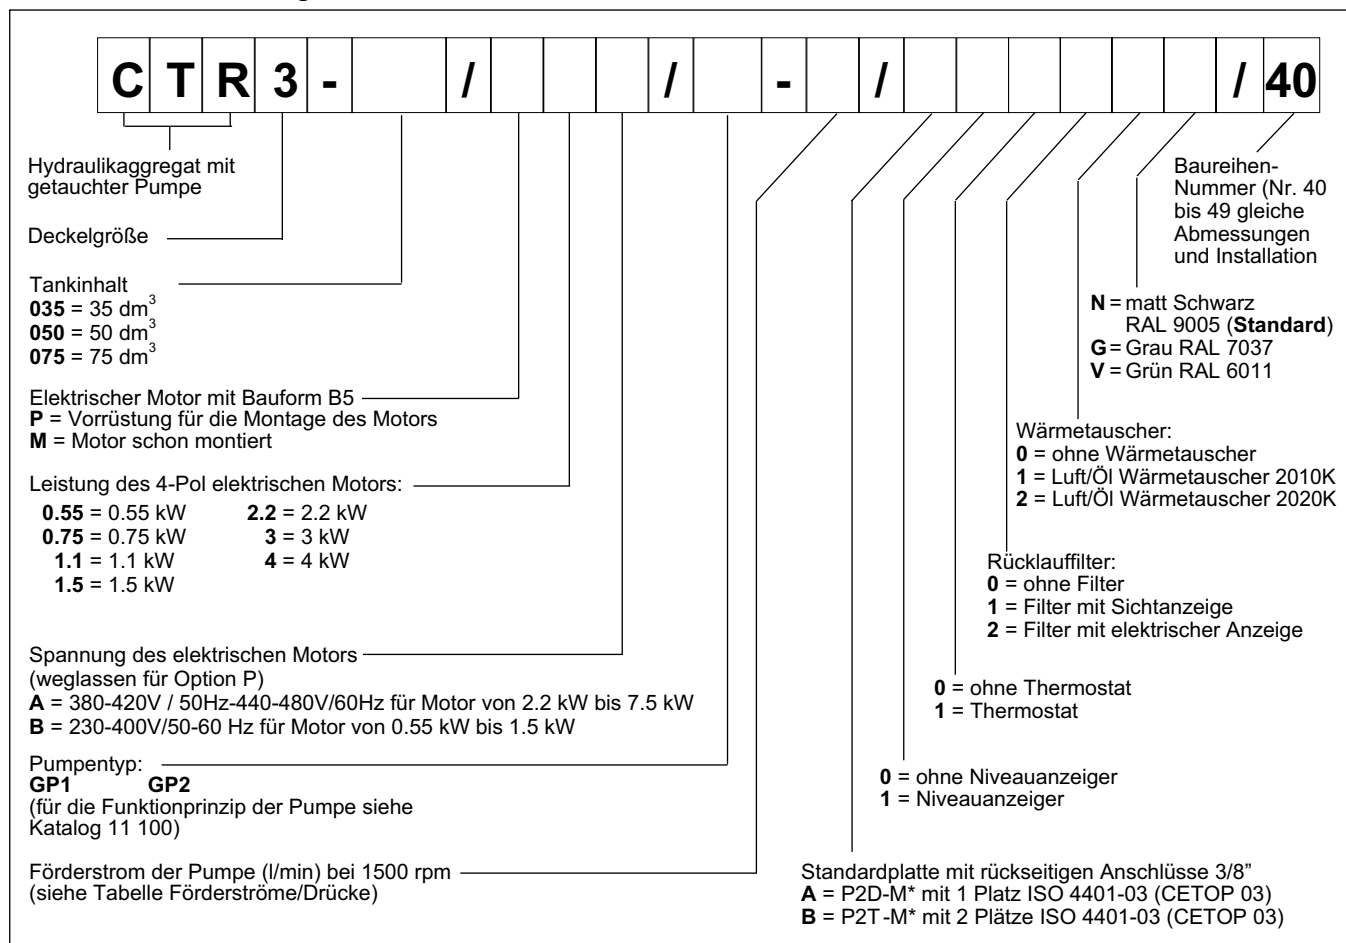 C T R 3 - / / - / / 40
Hydraulikaggregat mit
getauchter Pumpe
Deckelgröße
Tankinhalt
035 = 35 dm³
050 = 50 dm³
075 = 75 dm³
Elektrischer Motor mit Bauform B5
P = Vorrüstung für die Montage des Motors
M = Motor schon montiert
Leistung des 4-Pol elektrischen Motors:
0.55 = 0.55 kW 2.2 = 2.2 kW
0.75 = 0.75 kW 3 = 3 kW
1.1 = 1.1 kW 4 = 4 kW
1.5 = 1.5 kW
Spannung des elektrischen Motors
(weglassen für Option P)
A = 380-420V / 50Hz-440-480V/60Hz für Motor von 2.2 kW bis 7.5 kW
B = 230-400V/50-60 Hz für Motor von 0.55 kW bis 1.5 kW
Pumpentyp:
GP1 GP2
(für die Funktionprinzip der Pumpe siehe
Katalog 11 100)
Förderstrom der Pumpe (l/min) bei 1500 rpm
(siehe Tabelle Förderströme/Drücke)
Baureihen-
Nummer (Nr. 40
bis 49 gleiche
Abmessungen
und Installation
N = matt Schwarz
RAL 9005 (Standard)
G = Grau RAL 7037
V = Grün RAL 6011
Wärmetauscher:
0 = ohne Wärmetauscher
1 = Luft/Öl Wärmetauscher 2010K
2 = Luft/Öl Wärmetauscher 2020K
Rücklauffilter:
0 = ohne Filter
1 = Filter mit Sichtanzeige
2 = Filter mit elektrischer Anzeige
0 = ohne Thermostat
1 = Thermostat
0 = ohne Niveauanzeiger
1 = Niveauanzeiger
Standardplatte mit rückseitigen Anschlüsse 3/8”
A = P2D-M* mit 1 Platz ISO 4401-03 (CETOP 03)
B = P2T-M* mit 2 Plätze ISO 4401-03 (CETOP 03)